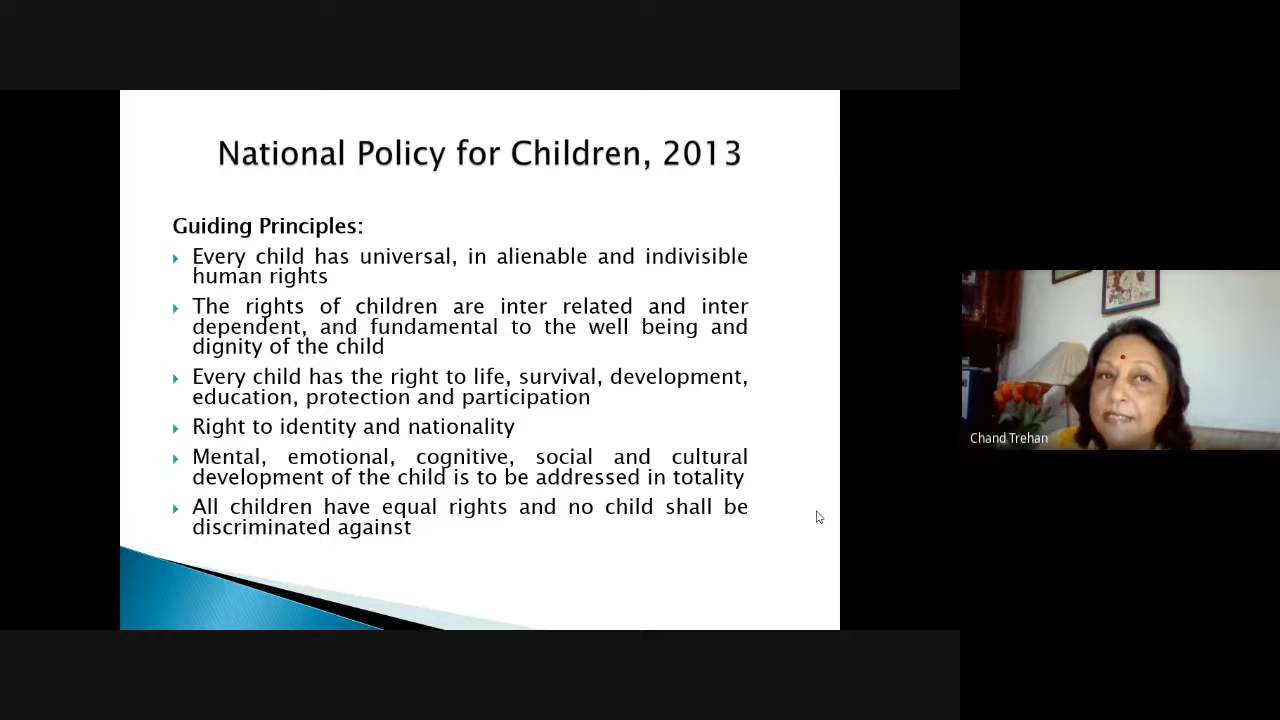 National Policy for Children, 2013
Guiding Principles:
Every child has universal, in alienable and indivisible
human rights
The rights of children are inter related and inter
dependent, and fundamental to the well being and
dignity of the child
Every child has the right to life, survival, development,
education, protection and participation
Right to identity and nationality
Mental, emotional, cognitive, social and cultural
development of the child is to be addressed in totality
All children have equal rights and no child shall be
discriminated against
Chand Trehan